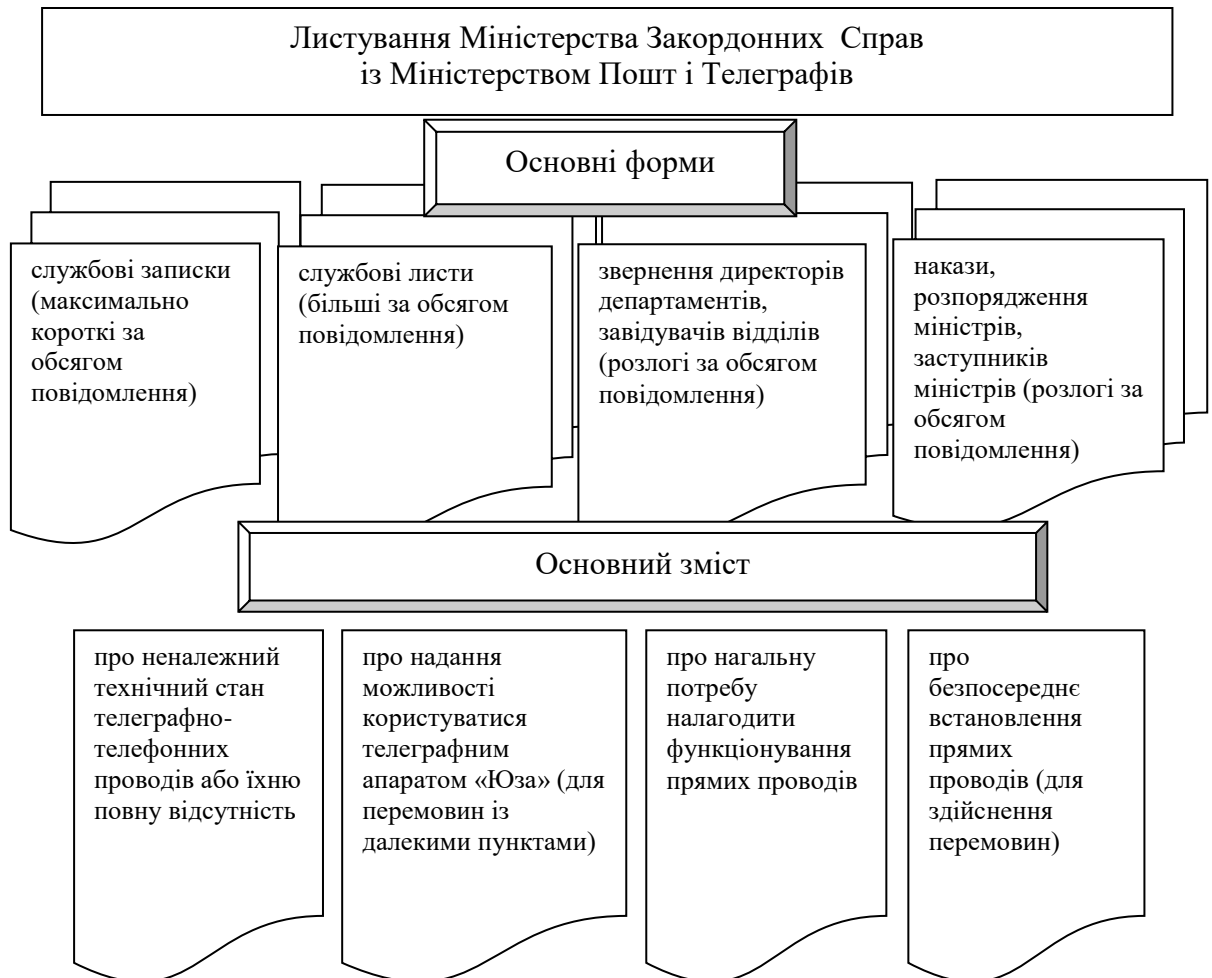 Листування Міністерства Закордонних Справ
із Міністерством Пошт і Телеграфів
Основні форми
службові записки
(максимально
короткі за
обсягом
повідомлення)
службові листи
(більші за обсягом
повідомлення)
звернення директорів
департаментів,
завідувачів відділів
(розлогі за обсягом
повідомлення)
накази,
розпорядження
міністрів,
заступників
міністрів (розлогі за
обсягом
повідомлення)
Основний зміст
про неналежний
технічний стан
телеграфно-
телефонних
проводів або їхню
повну відсутність
про надання
можливості
користуватися
телеграфним
апаратом «Юза» (для
перемовин із
далекими пунктами)
про нагальну
потребу
налагодити
функціонування
прямих проводів
про
безпосереднє
встановлення
прямих
проводів (для
здійснення
перемовин)